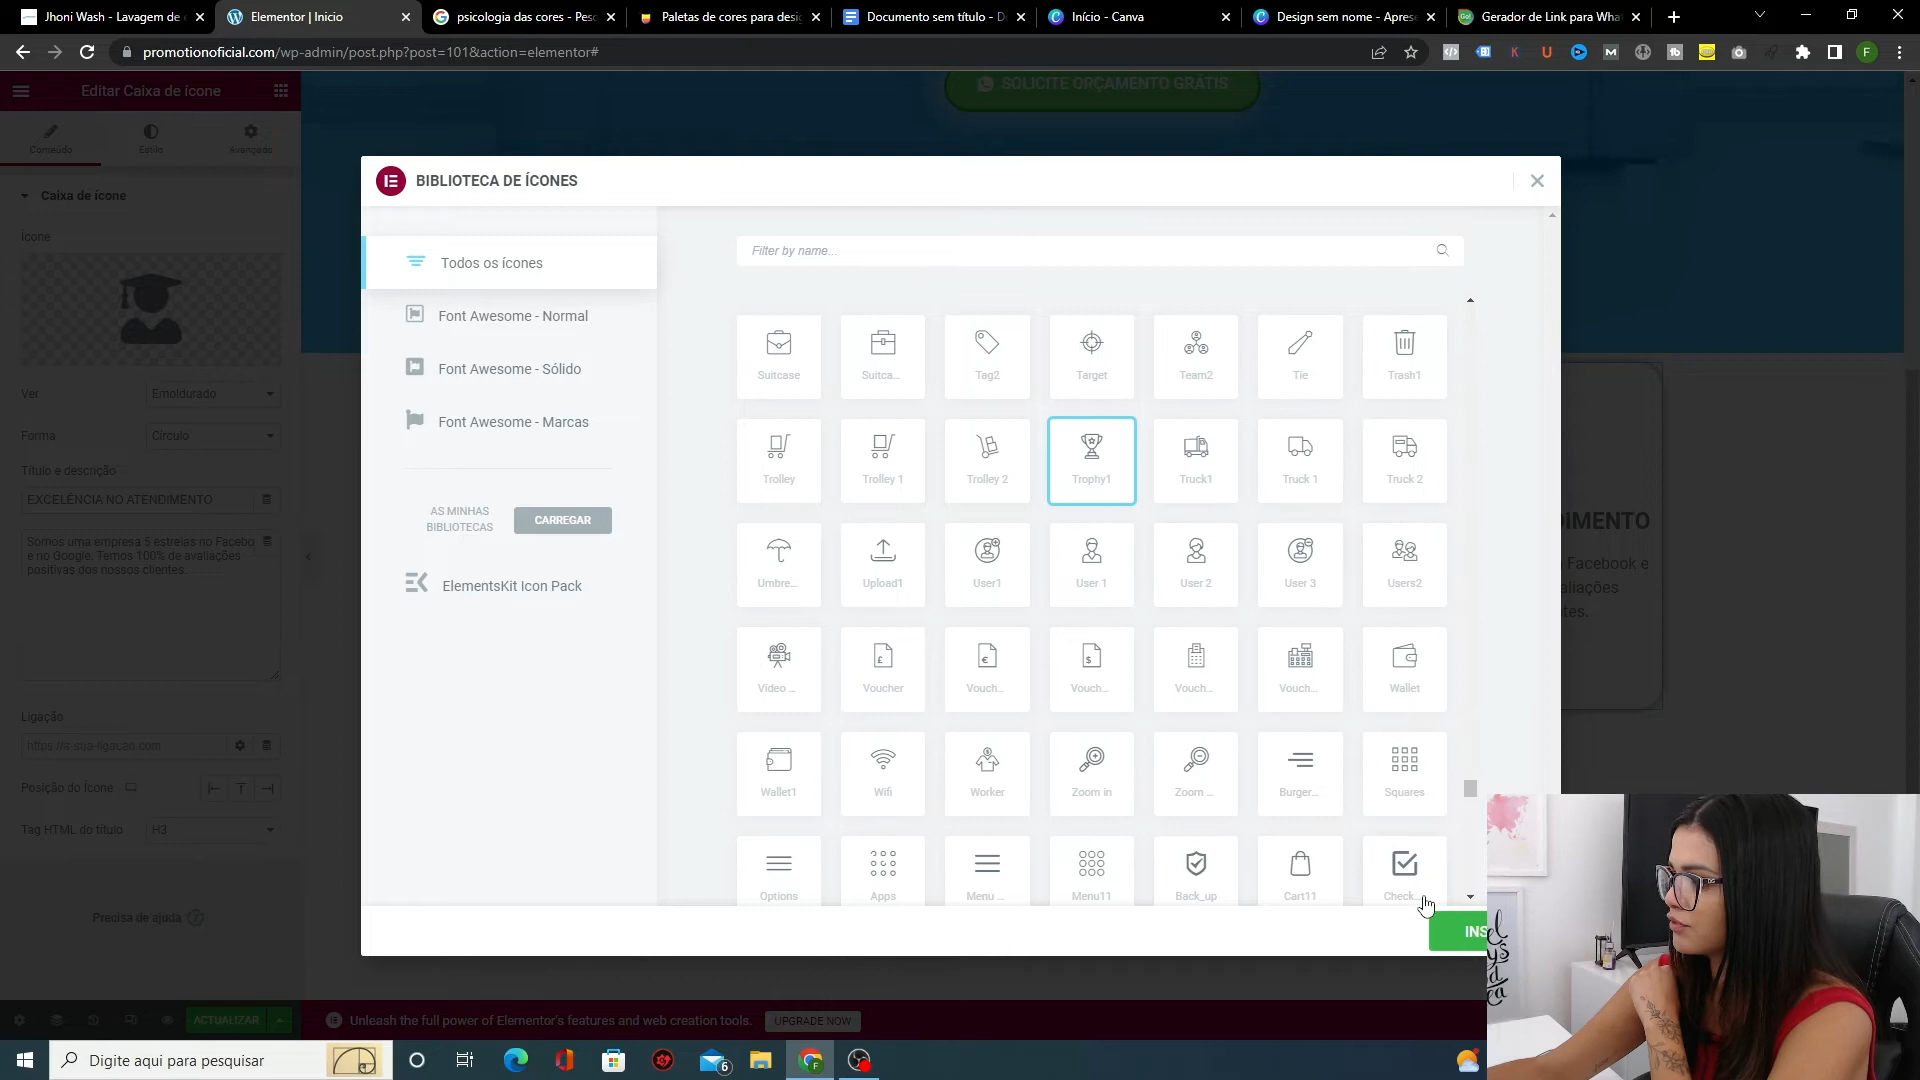 Jhoni Wash - Lavagem de
Elementor | Inicio
psicologia das cores - Pes
Paletas de cores para desi
Documento sem título - D
Início - Canva
Design sem nome - Aprese
Gerador de Link para Wha
promotionoficial.com/wp-admin/post.php?post=101&action=elementor#
Editar Caixa de ícone
SOLICITE ORÇAMENTO GRÁTIS
Conteúdo
Estilo
Avançado
Caixa de ícone
Ícone
Ver
Emoldurado
Forma
Círculo
Título e descrição
EXCELÊNCIA NO ATENDIMENTO
Somos uma empresa 5 estrelas no Facebo
e no Google. Temos 100% de avaliações
positivas dos nossos clientes.
Ligação
https://a-sua-ligacao.com
Posição do Ícone
Tag HTML do título
H3
Precisa de ajuda
ACTUALIZAR
BIBLIOTECA DE ÍCONES
Todos os ícones
Font Awesome - Normal
Font Awesome - Sólido
Font Awesome - Marcas
AS MINHAS
BIBLIOTECAS
CARREGAR
ElementsKit Icon Pack
Filter by name...
Suitcase
Suitca...
Tag2
Target
Team2
Tie
Trash1
Trolley
Trolley 1
Trolley 2
Trophy1
Truck1
Truck 1
Truck 2
Umbre...
Upload1
User1
User 1
User 2
User 3
Users2
Video ...
Voucher
Vouch...
Vouch...
Vouch...
Vouch...
Wallet
Wallet1
Wifi
Worker
Zoom in
Zoom ...
Burger...
Squares
Options
Apps
Menu ...
Menu11
Back_up
Cart11
Check...
INS
DIMENTO
Facebook e
aliações
tes.
Unleash the full power of Elementor's features and web creation tools.
UPGRADE NOW
Digite aqui para pesquisar
6